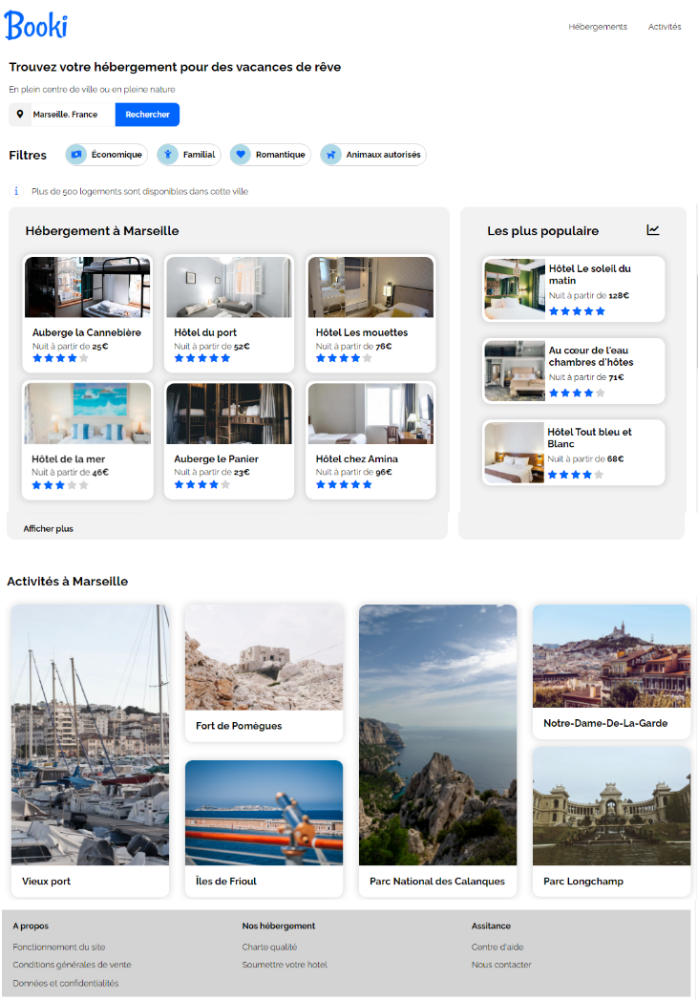 Booki
Hébergements Activités
Trouvez votre hébergement pour des vacances de rêve
En plein centre de ville ou en pleine nature
Marseille, France Rechercher
Filtres Économique Familial Romantique Animaux autorisés
Plus de 500 logements sont disponibles dans cette ville
Hébergement à Marseille
Auberge la Cannebière
Nuit à partir de 25€
Hôtel du port
Nuit à partir de 52€
Hôtel Les mouettes
Nuit à partir de 76€
Hôtel de la mer
Nuit à partir de 46€
Auberge le Panier
Nuit à partir de 23€
Hôtel chez Amina
Nuit à partir de 96€
Afficher plus
Les plus populaire
Hôtel Le soleil du
matin
Nuit à partir de 128€
Au cœur de l'eau
chambres d'hôtes
Nuit à partir de 71€
Hôtel Tout bleu et
Blanc
Nuit à partir de 68€
Activités à Marseille
Vieux port
Fort de Pomègues
Îles de Frioul
Parc National des Calanques
Notre-Dame-De-La-Garde
Parc Longchamp
A propos
Fonctionnement du site
Conditions générales de vente
Données et confidentialités
Nos hébergement
Charte qualité
Soumettre votre hotel
Assitance
Centre d'aide
Nous contacter